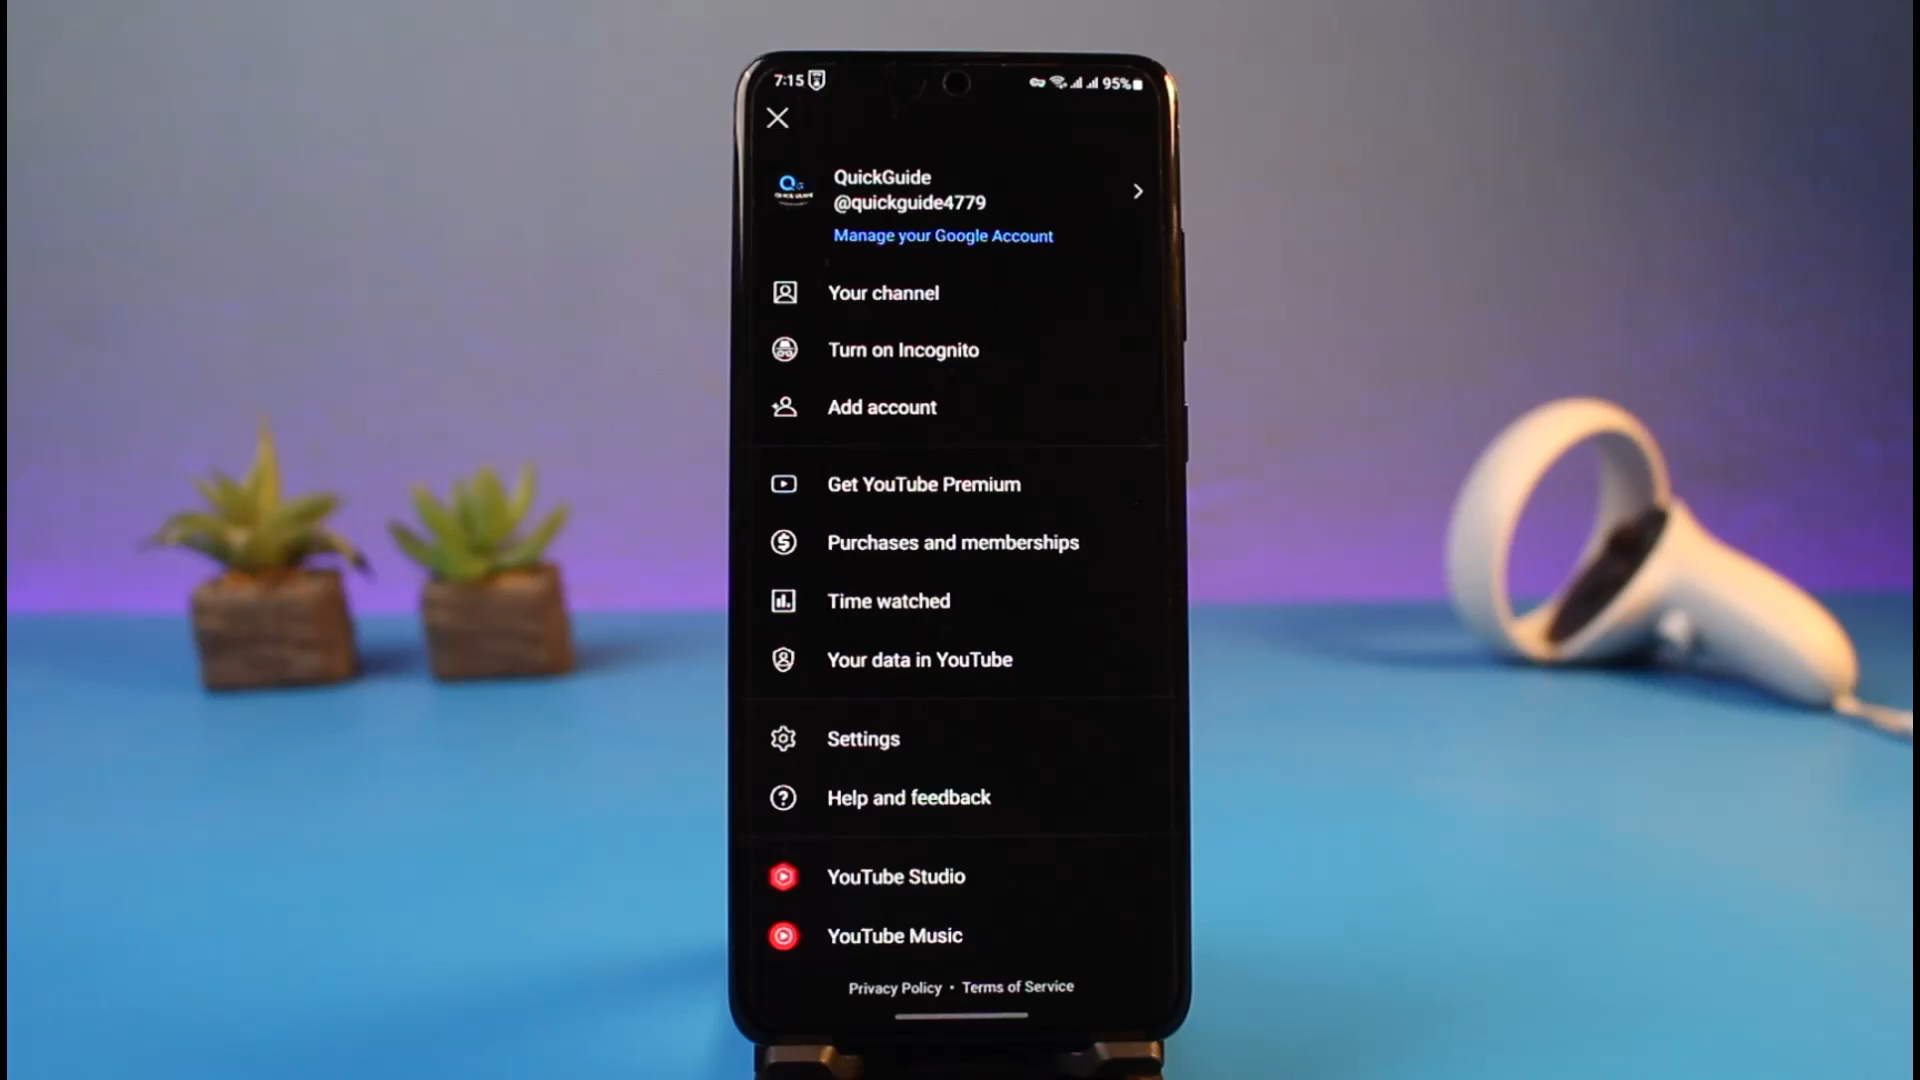 7:15
95%
QuickGuide
@quickguide4779
Manage your Google Account
Your channel
Turn on Incognito
Add account
Get YouTube Premium
Purchases and memberships
Time watched
Your data in YouTube
Settings
Help and feedback
YouTube Studio
YouTube Music
Privacy Policy • Terms of Service